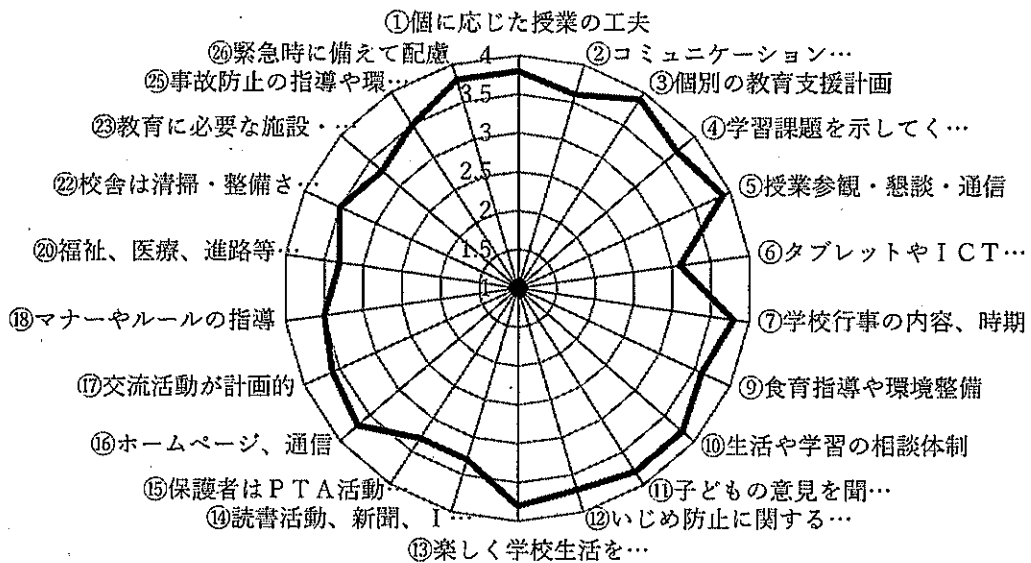 ①個に応じた授業の工夫
②コミュニケーション…
③個別の教育支援計画
④学習課題を示してく…
⑤授業参観・懇談・通信
⑥タブレットやＩＣＴ…
⑦学校行事の内容、時期
⑨食育指導や環境整備
⑩生活や学習の相談体制
⑪子どもの意見を聞…
⑫いじめ防止に関する…
⑬楽しく学校生活を…
⑭読書活動、新聞、Ｉ…
⑮保護者はＰＴＡ活動…
⑯ホームページ、通信
⑰交流活動が計画的
⑱マナーやルールの指導
⑳福祉、医療、進路等…
㉒校舎は清掃・整備さ…
㉓教育に必要な施設・…
㉕事故防止の指導や環…
㉖緊急時に備えて配慮
4
3.5
3
2.5
2
1.5
1